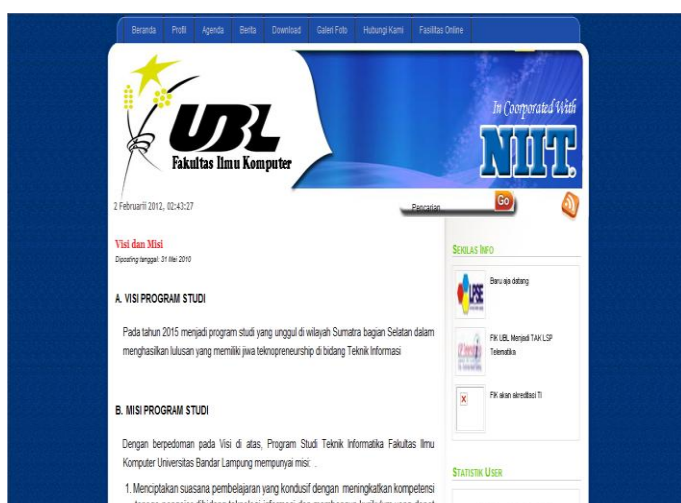 Beranda Profil Agenda Berita Download Galeri Foto Hubungi Kami Fasilitas Online
UBL
Fakultas Ilmu Komputer
In Coorporated With
NIIT.
2 Februarii 2012, 02:43:27
Pencarian
Go
Visi dan Misi
Diposting tanggal: 31 Mei 2010
A. VISI PROGRAM STUDI
Pada tahun 2015 menjadi program studi yang unggul di wilayah Sumatra bagian Selatan dalam
menghasilkan lulusan yang memiliki jiwa teknopreneurship di bidang Teknik Informasi
B. MISI PROGRAM STUDI
Dengan berpedoman pada Visi di atas, Program Studi Teknik Informatika Fakultas Ilmu
Komputer Universitas Bandar Lampung mempunyai misi: .
1. Menciptakan suasana pembelajaran yang kondusif dengan meningkatkan kompetensi
SEKILAS INFO
LPSE
Baru aja datang
FIK UBL Menjadi TAK LSP
Telematika
FIK akan akreditasi TI
STATISTIK USER